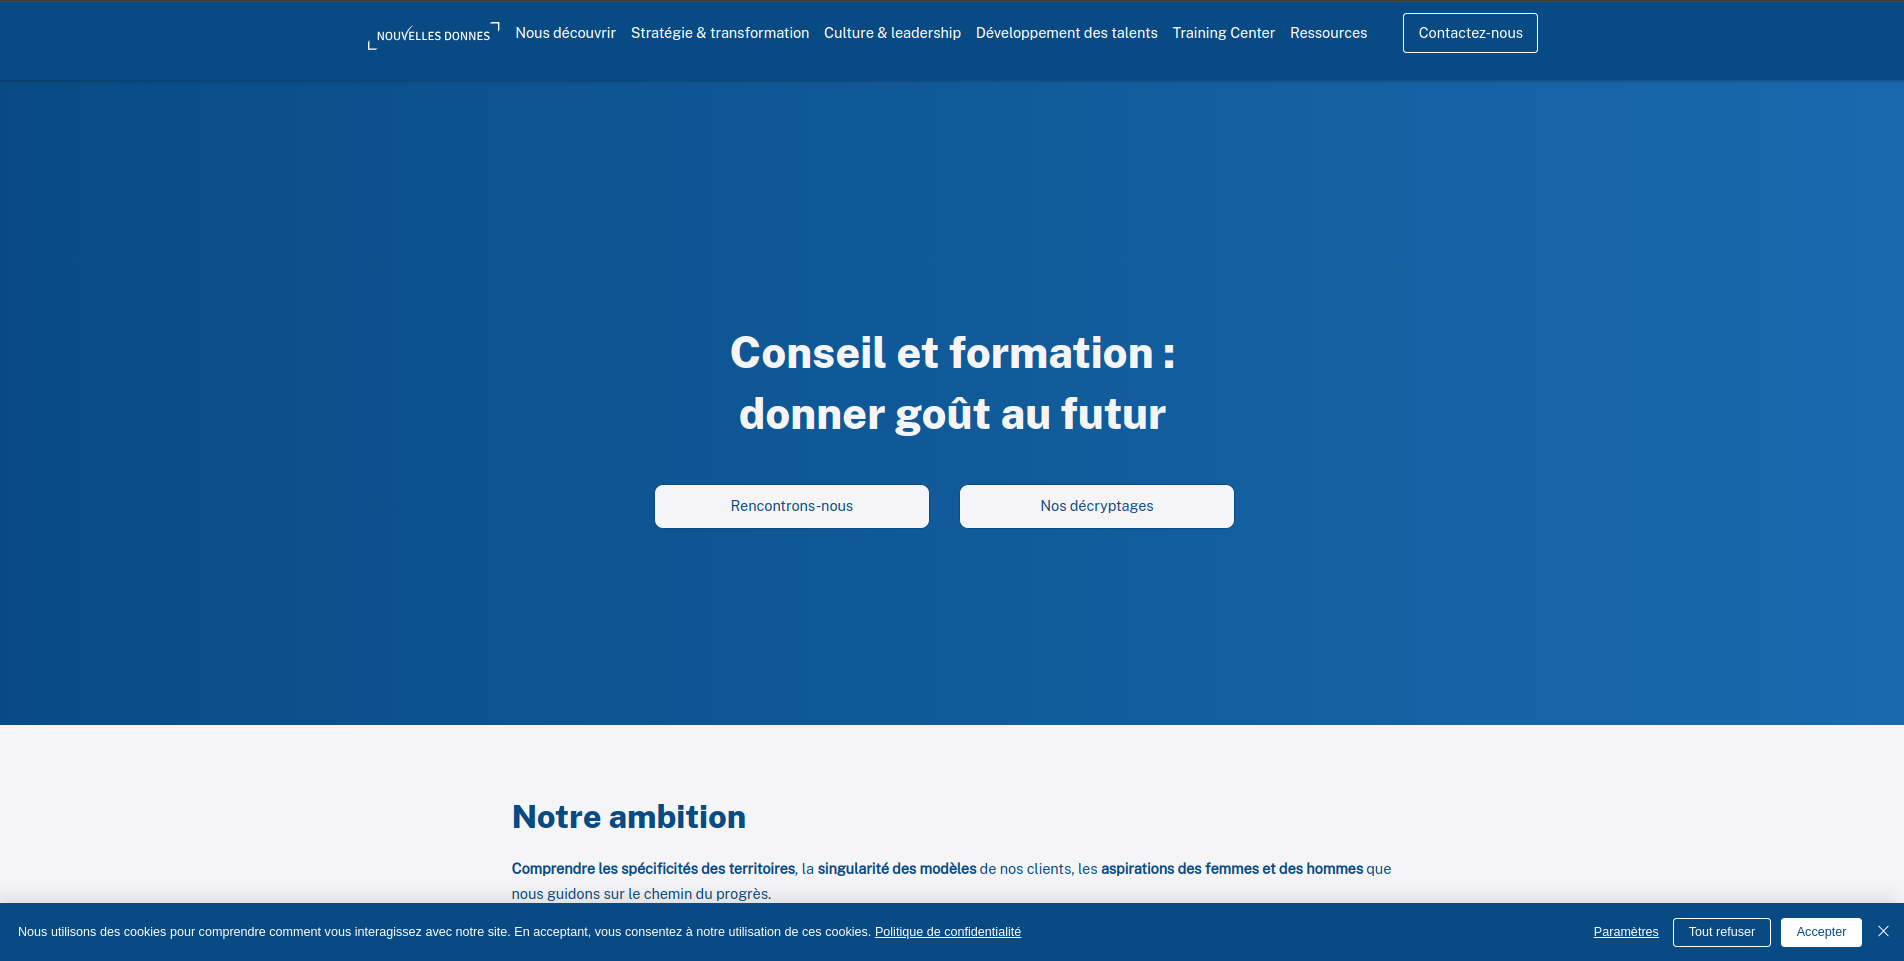 NOUVELLES DONNES
Nous découvrir
Stratégie & transformation
Culture & leadership
Développement des talents
Training Center
Ressources
Contactez-nous
Conseil et formation :
donner goût au futur
Rencontrons-nous
Nos décryptages
Notre ambition
Comprendre les spécificités des territoires, la singularité des modèles de nos clients, les aspirations des femmes et des hommes que
nous guidons sur le chemin du progrès.
Nous utilisons des cookies pour comprendre comment vous interagissez avec notre site. En acceptant, vous consentez à notre utilisation de ces cookies. Politique de confidentialité
Paramètres
Tout refuser
Accepter